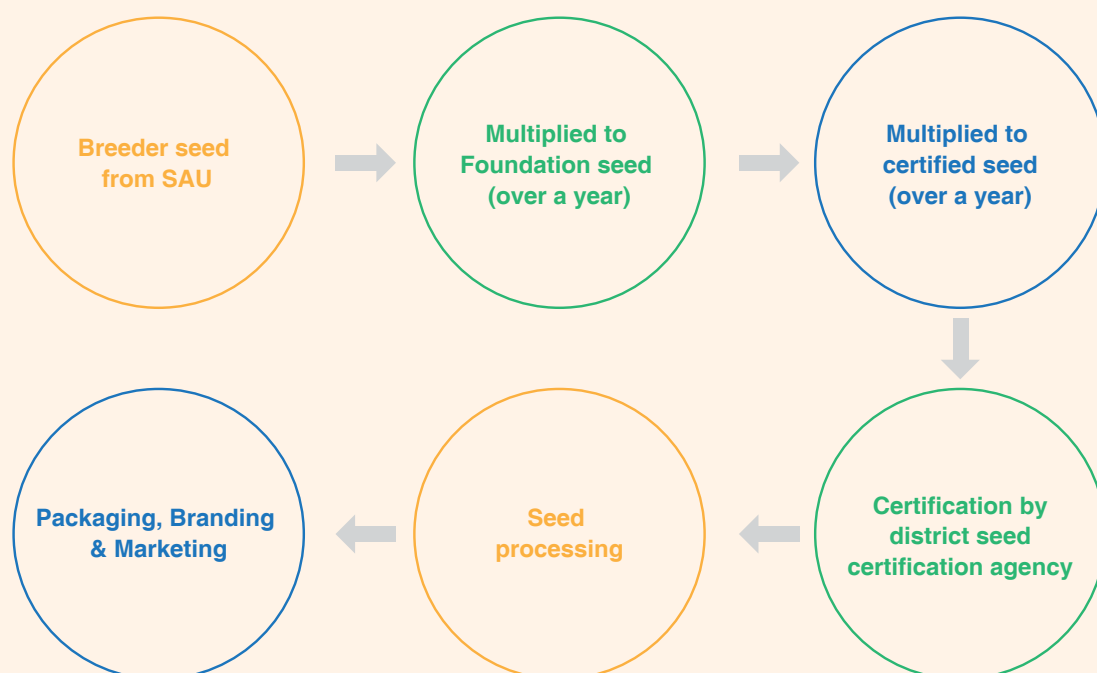 Breeder seed
from SAU
Multiplied to
Foundation seed
(over a year)
Multiplied to
certified seed
(over a year)
Certification by
district seed
certification agency
Seed
processing
Packaging, Branding
& Marketing